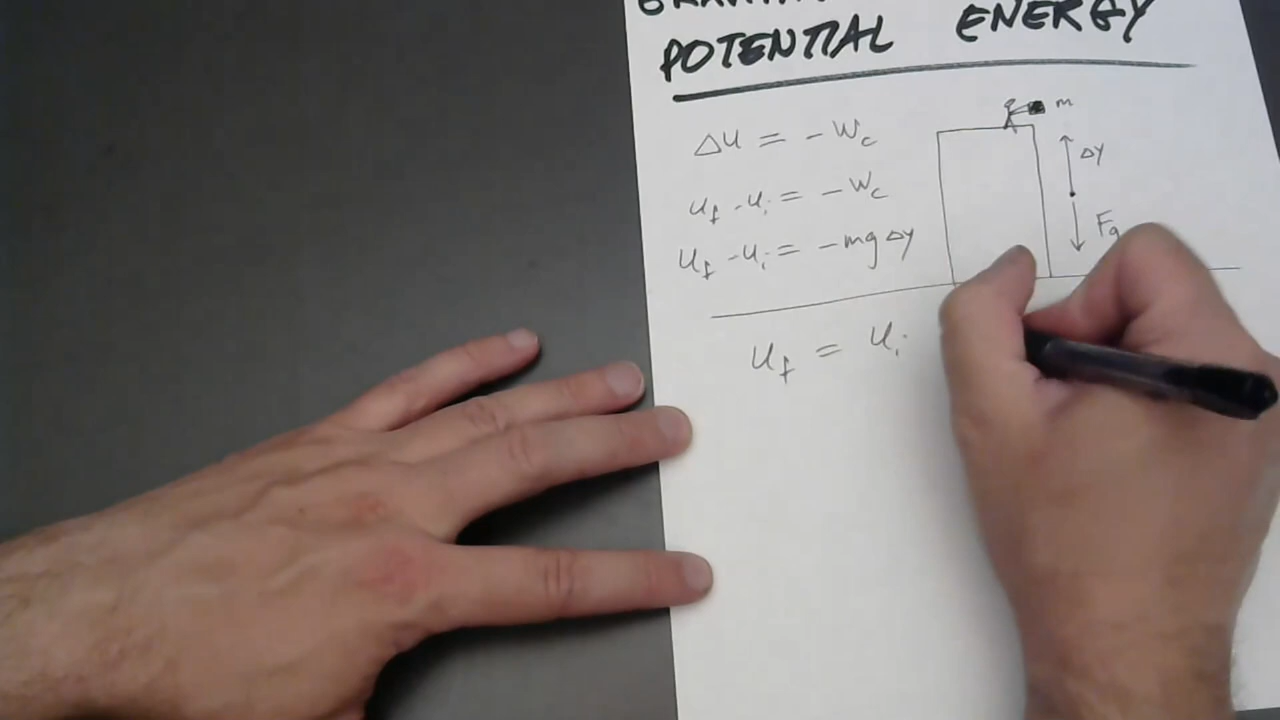 POTENTIAL ENERGY
ΔU = -W_c
m
Δy
U_f - U_i = -W_c
F_g
U_f - U_i = -mgΔy
U_f = U_i